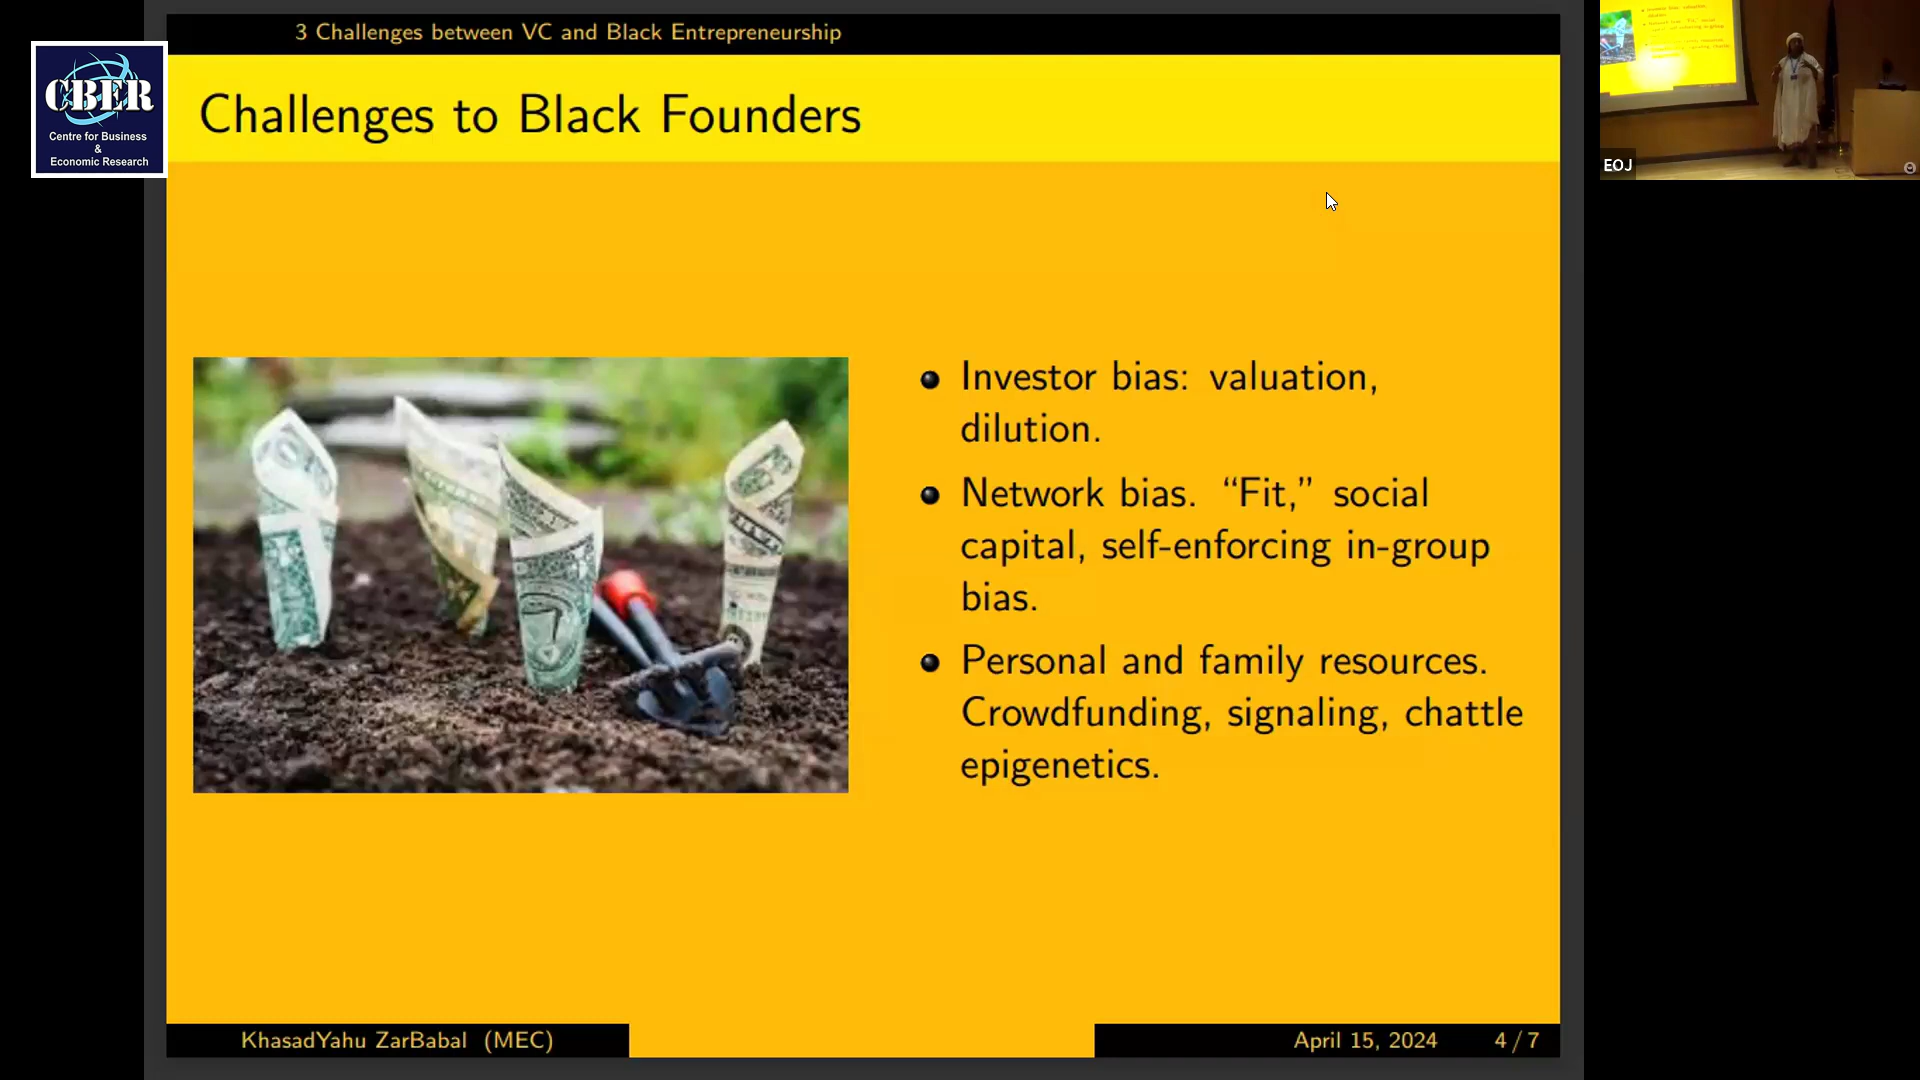 3 Challenges between VC and Black Entrepreneurship
CBER
Centre for Business
&
Economic Research
Challenges to Black Founders
EOJ
Investor bias: valuation,
dilution.
Network bias. “Fit,” social
capital, self-enforcing in-group
bias.
Personal and family resources.
Crowdfunding, signaling, chattle
epigenetics.
KhasadYahu ZarBabal (MEC)
April 15, 2024
4 / 7